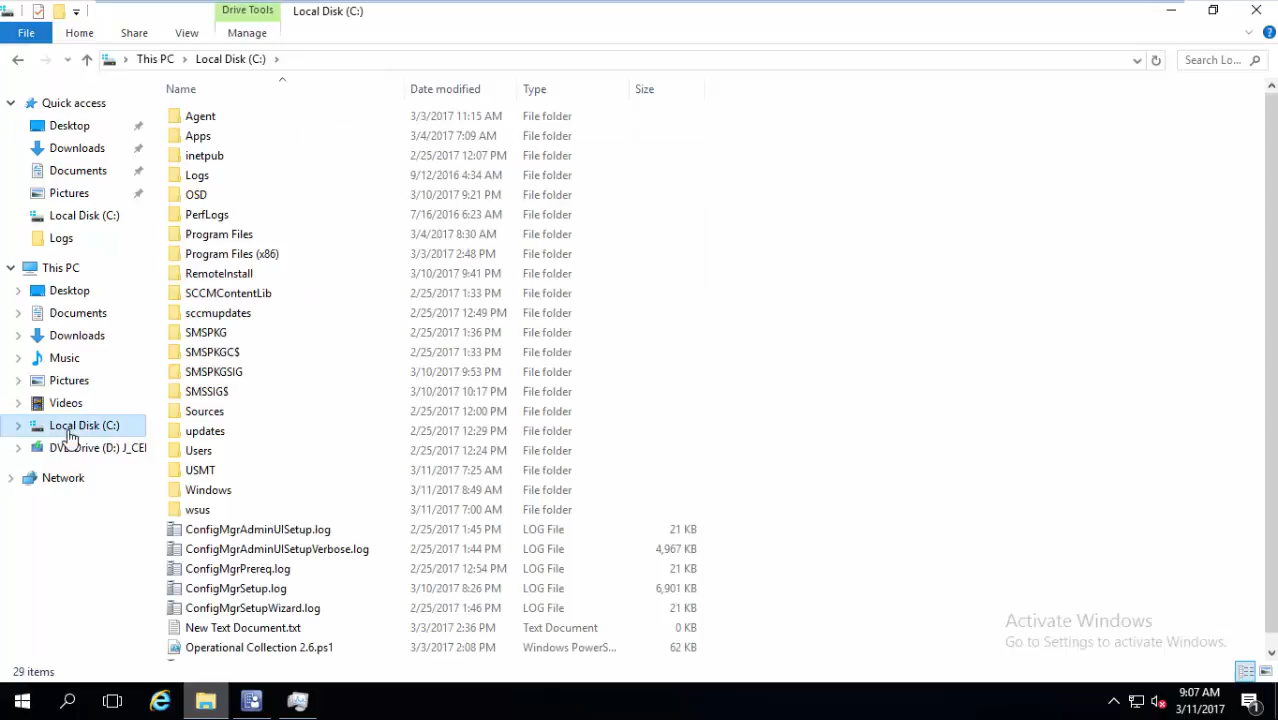 Drive Tools
Local Disk (C:)
File
Home
Share
View
Manage
This PC
Local Disk (C:)
Search Lo...
Name
Date modified
Type
Size
Quick access
Desktop
Downloads
Documents
Pictures
Local Disk (C:)
Logs
This PC
Desktop
Documents
Downloads
Music
Pictures
Videos
Local Disk (C:)
DVD Drive (D:) J_CEI
Network
Agent 3/3/2017 11:15 AM File folder
Apps 3/4/2017 7:09 AM File folder
inetpub 2/25/2017 12:07 PM File folder
Logs 9/12/2016 4:34 AM File folder
OSD 3/10/2017 9:21 PM File folder
PerfLogs 7/16/2016 6:23 AM File folder
Program Files 3/4/2017 8:30 AM File folder
Program Files (x86) 3/3/2017 2:48 PM File folder
RemoteInstall 3/10/2017 9:41 PM File folder
SCCMContentLib 2/25/2017 1:33 PM File folder
sccmupdates 2/25/2017 12:49 PM File folder
SMSPKG 2/25/2017 1:36 PM File folder
SMSPKGC$ 2/25/2017 1:33 PM File folder
SMSPKGSIG 3/10/2017 9:53 PM File folder
SMSSIG$ 3/10/2017 10:17 PM File folder
Sources 2/25/2017 12:00 PM File folder
updates 2/25/2017 12:29 PM File folder
Users 2/25/2017 12:24 PM File folder
USMT 3/11/2017 7:25 AM File folder
Windows 3/11/2017 8:49 AM File folder
wsus 3/11/2017 7:00 AM File folder
ConfigMgrAdminUISetup.log 2/25/2017 1:45 PM LOG File 21 KB
ConfigMgrAdminUISetupVerbose.log 2/25/2017 1:44 PM LOG File 4,967 KB
ConfigMgrPrereq.log 2/25/2017 12:54 PM LOG File 21 KB
ConfigMgrSetup.log 3/10/2017 8:26 PM LOG File 6,901 KB
ConfigMgrSetupWizard.log 2/25/2017 1:46 PM LOG File 21 KB
New Text Document.txt 3/3/2017 2:36 PM Text Document 0 KB
Operational Collection 2.6.ps1 3/3/2017 2:08 PM Windows PowerS... 62 KB
Activate Windows
Go to Settings to activate Windows.
29 items
9:07 AM
3/11/2017
1